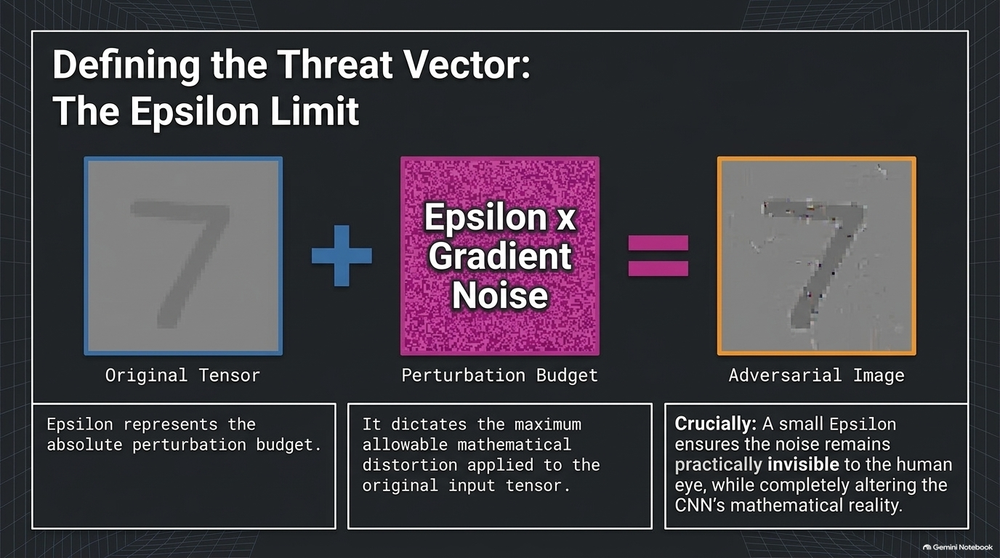 Defining the Threat Vector:
The Epsilon Limit
Epsilon x
Gradient
Noise
Original Tensor
Perturbation Budget
Adversarial Image
Epsilon represents the
absolute perturbation budget.
It dictates the maximum
allowable mathematical
distortion applied to the
original input tensor.
Crucially: A small Epsilon
ensures the noise remains
practically invisible to the human
eye, while completely altering the
CNN’s mathematical reality.
Gemini Notebook